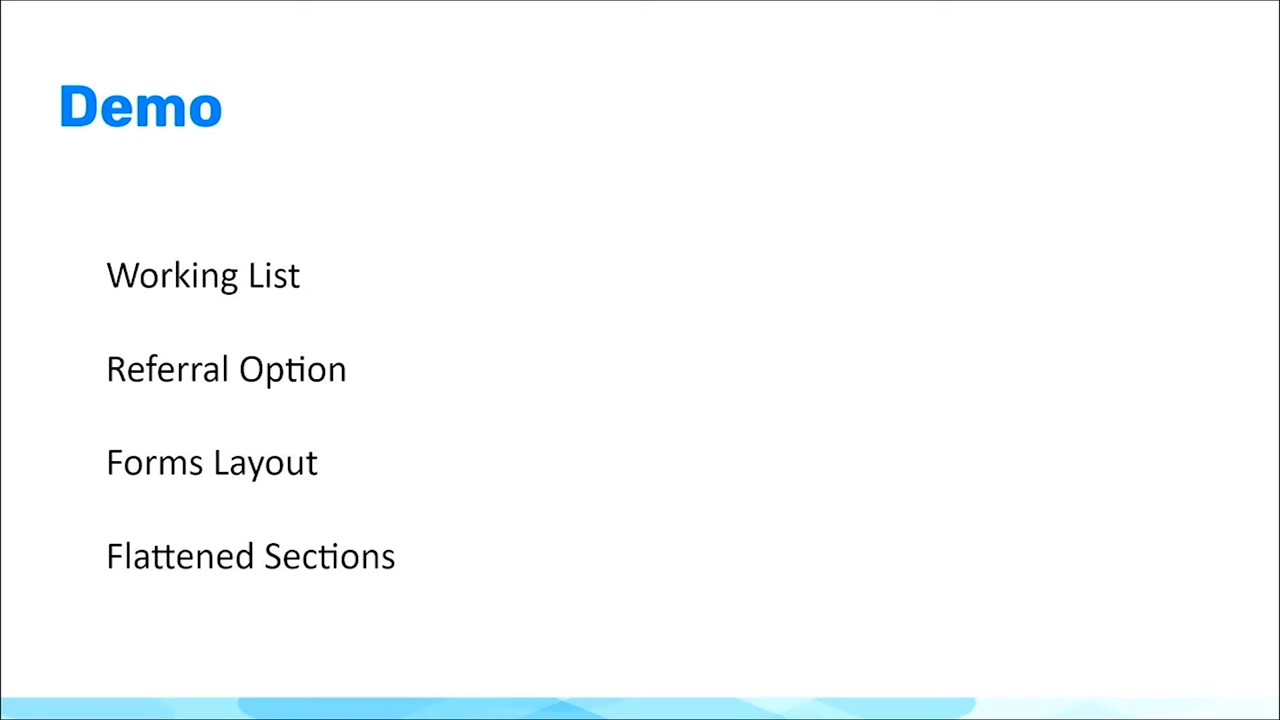 Demo
Working List
Referral Option
Forms Layout
Flattened Sections